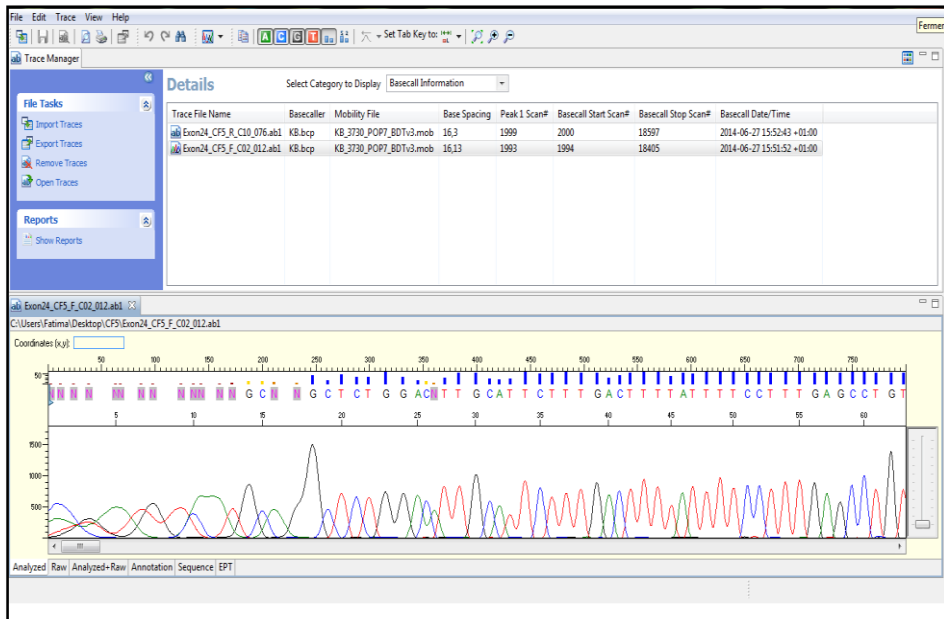 File Edit Trace View Help
Set Tab Key to:
Fermer
Trace Manager
File Tasks
Import Traces
Export Traces
Remove Traces
Open Traces
Reports
Show Reports
Details Select Category to Display Basecall Information
Trace File Name Basecaller Mobility File Base Spacing Peak 1 Scan# Basecall Start Scan# Basecall Stop Scan# Basecall Date/Time
Exon24_CF5_R_C10_076.ab1 KB.bcp KB_3730_POP7_BDTv3.mob 16,3 1999 2000 18597 2014-06-27 15:52:43 +01:00
Exon24_CF5_F_C02_012.ab1 KB.bcp KB_3730_POP7_BDTv3.mob 16,13 1993 1994 18405 2014-06-27 15:51:52 +01:00
Exon24_CF5_F_C02_012.ab1
C:\Users\Fatima\Desktop\CF5\Exon24_CF5_F_C02_012.ab1
Coordinates (x,y):
50 100 150 200 250 300 350 400 450 500 550 600 650 700 750
50
N N N N N N N N N N N N N G C N N G C T C T G G A C N T T G C A T T C T T T G A C T T T T A T T T T C C T T T G A G C C T G T
5 10 15 20 25 30 35 40 45 50 55 60
1500
1000
500
Analyzed Raw Analyzed+Raw Annotation Sequence EPT